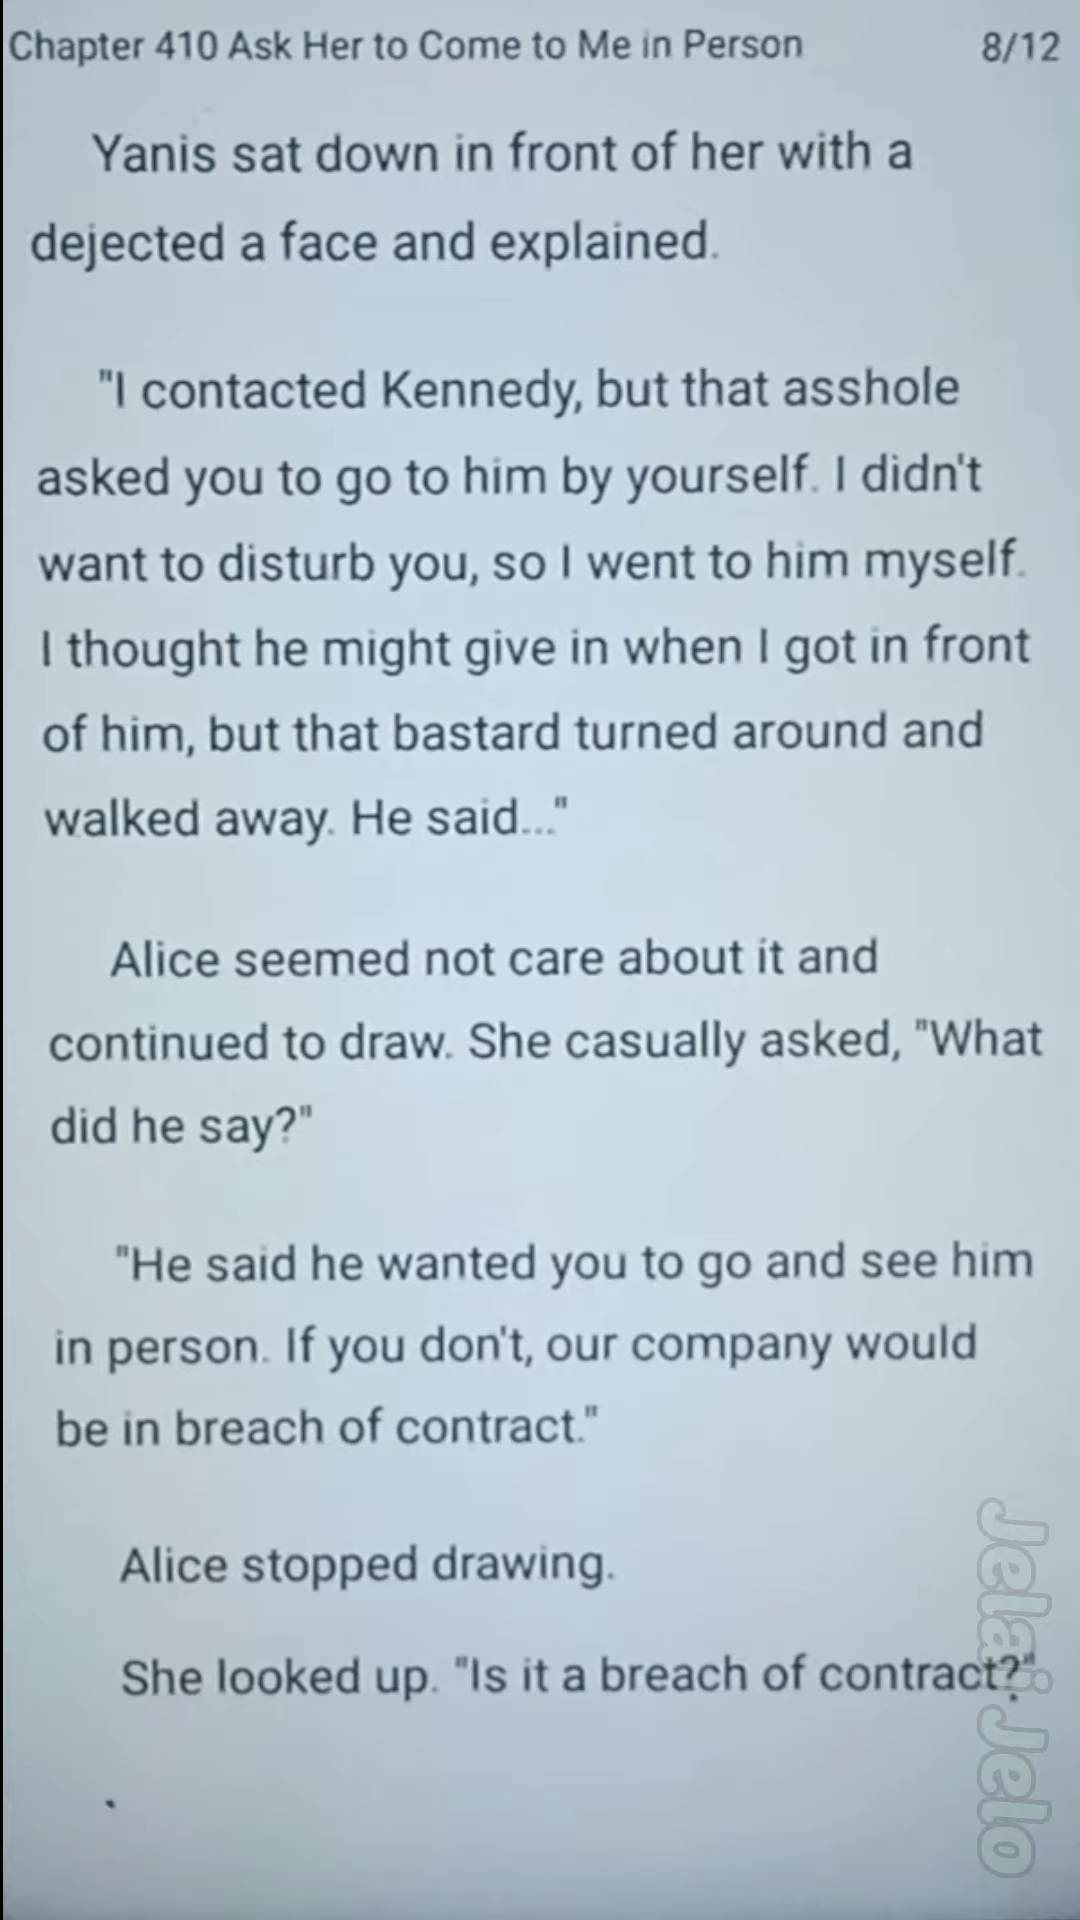 Chapter 410 Ask Her to Come to Me in Person 8/12
Yanis sat down in front of her with a
dejected a face and explained.
"I contacted Kennedy, but that asshole
asked you to go to him by yourself. I didn't
want to disturb you, so I went to him myself.
I thought he might give in when I got in front
of him, but that bastard turned around and
walked away. He said..."
Alice seemed not care about it and
continued to draw. She casually asked, "What
did he say?"
"He said he wanted you to go and see him
in person. If you don't, our company would
be in breach of contract."
Alice stopped drawing.
She looked up. "Is it a breach of contract?"
Jelai Jelo